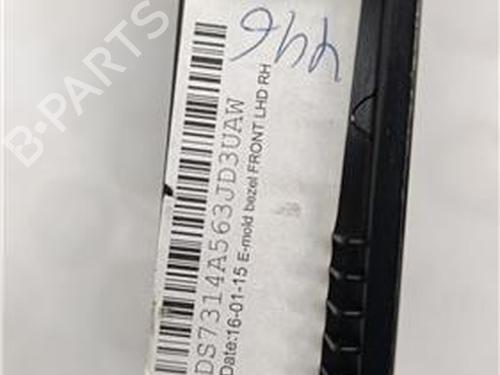 446
DS7314A563JD3UAW
Date:16-01-15 E-mold bezel FRONT LHD RH
B-PARTS